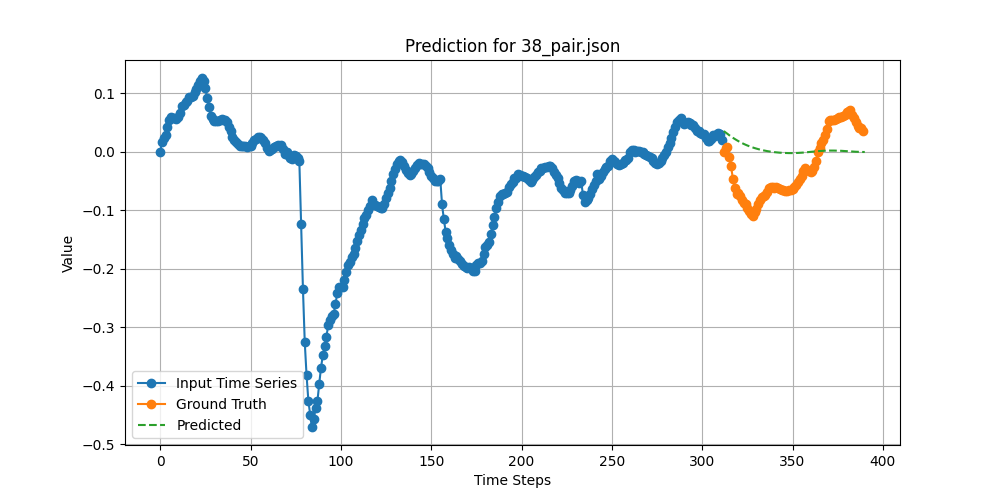 Prediction for 38_pair.json
0.1
0.0
−0.1
−0.2
−0.3
−0.4
−0.5
Value
Input Time Series
Ground Truth
Predicted
0 50 100 150 200 250 300 350 400
Time Steps